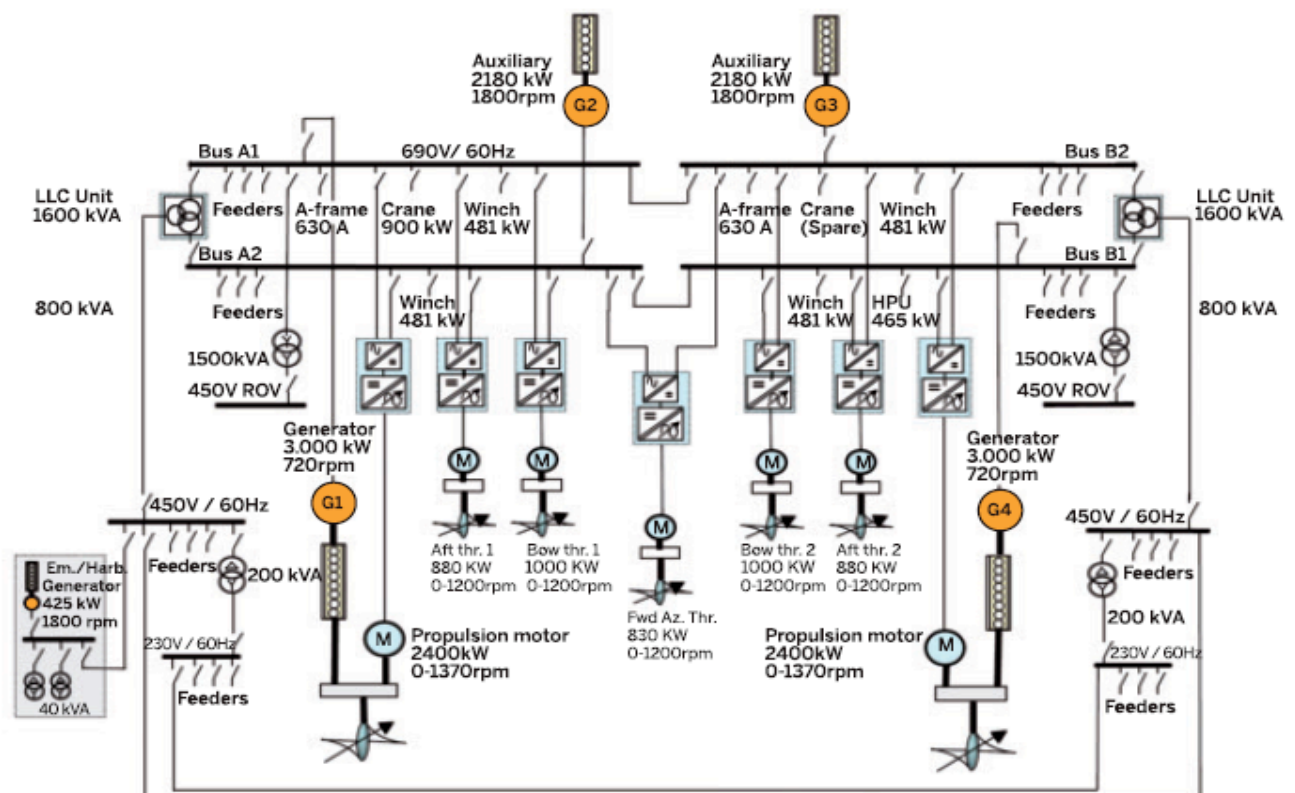 Auxiliary
2180 kW
1800rpm
G2
Auxiliary
2180 kW
1800rpm
G3
Bus A1
690V/ 60Hz
Bus B2
LLC Unit
1600 kVA
Feeders
A-frame
630 A
Crane
900 kW
Winch
481 kW
A-frame
630 A
Crane
(Spare)
Winch
481 kW
Feeders
LLC Unit
1600 kVA
Bus A2
Bus B1
800 kVA
Feeders
Winch
481 kW
Winch
481 kW
HPU
465 kW
Feeders
800 kVA
1500kVA
450V ROV
1500kVA
450V ROV
Generator
3.000 kW
720rpm
G1
M
M
M
M
M
Generator
3.000 kW
720rpm
G4
450V / 60Hz
Feeders
200 kVA
Em./Harb.
Generator
425 kW
1800 rpm
40 kVA
230V / 60Hz
Feeders
Aft thr. 1
880 KW
0-1200rpm
Bow thr. 1
1000 KW
0-1200rpm
Fwd Az. Thr.
830 KW
0-1200rpm
Bow thr. 2
1000 KW
0-1200rpm
Aft thr. 2
880 KW
0-1200rpm
M
Propulsion motor
2400kW
0-1370rpm
Propulsion motor
2400kW
0-1370rpm
M
450V / 60Hz
Feeders
200 kVA
230V / 60Hz
Feeders